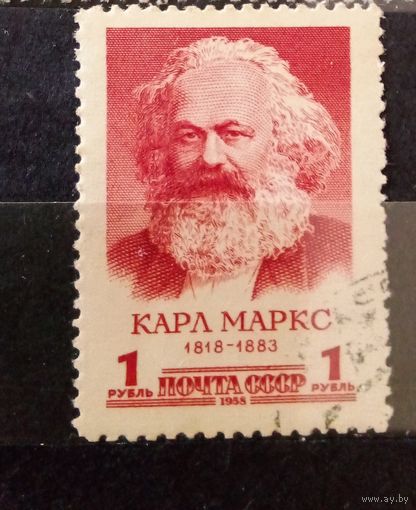 КАРЛ МАРКС
1818-1883
1 РУБЛЬ ПОЧТА СССР 1 РУБЛЬ
1958
www.ay.by